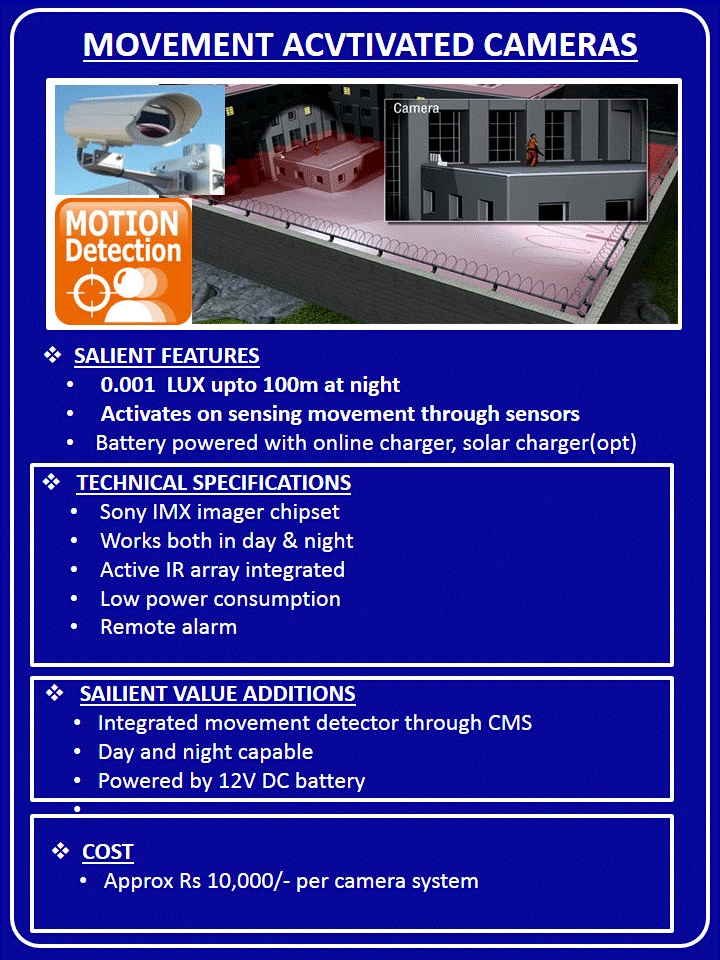 MOVEMENT ACVTIVATED CAMERAS
Camera
MOTION
Detection
❖ SALIENT FEATURES
• 0.001 LUX upto 100m at night
• Activates on sensing movement through sensors
• Battery powered with online charger, solar charger(opt)
❖ TECHNICAL SPECIFICATIONS
• Sony IMX imager chipset
• Works both in day & night
• Active IR array integrated
• Low power consumption
• Remote alarm
❖ SAILIENT VALUE ADDITIONS
• Integrated movement detector through CMS
• Day and night capable
• Powered by 12V DC battery
•
❖ COST
• Approx Rs 10,000/- per camera system